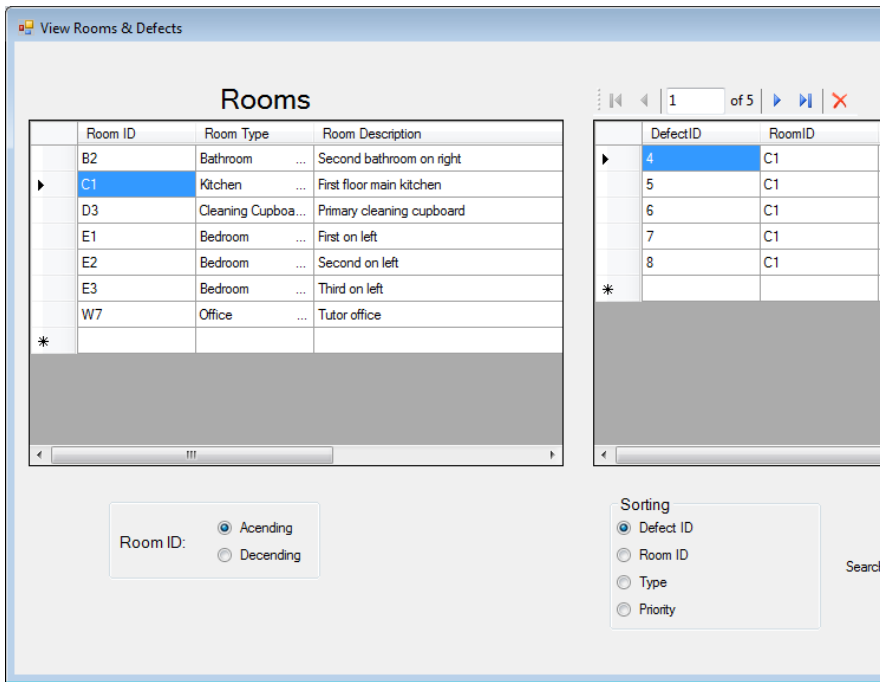 View Rooms & Defects
Rooms
1 of 5
Room ID Room Type Room Description
B2 Bathroom ... Second bathroom on right
C1 Kitchen ... First floor main kitchen
D3 Cleaning Cupboa... Primary cleaning cupboard
E1 Bedroom ... First on left
E2 Bedroom ... Second on left
E3 Bedroom ... Third on left
W7 Office ... Tutor office
DefectID RoomID
4 C1
5 C1
6 C1
7 C1
8 C1
Room ID:
Acending
Decending
Sorting
Defect ID
Room ID
Type
Priority
Search